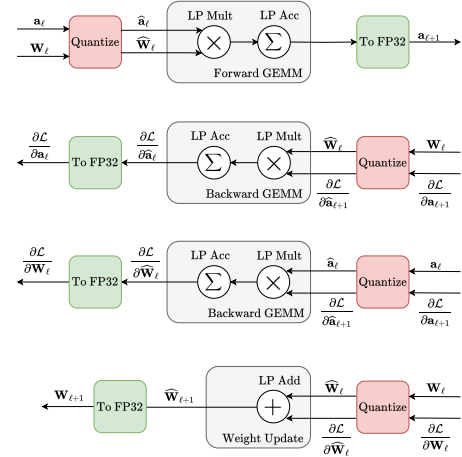 LP Mult LP Acc
a_ℓ â_ℓ
Quantize × Σ To FP32 a_{ℓ+1}
W_ℓ Ŵ_ℓ
Forward GEMM
LP Acc LP Mult
Ŵ_ℓ W_ℓ
∂L/∂a_ℓ To FP32 ∂L/∂â_ℓ Σ × Quantize
∂L/∂â_{ℓ+1} ∂L/∂a_{ℓ+1}
Backward GEMM
LP Acc LP Mult
â_ℓ a_ℓ
∂L/∂W_ℓ To FP32 ∂L/∂Ŵ_ℓ Σ × Quantize
∂L/∂â_{ℓ+1} ∂L/∂a_{ℓ+1}
Backward GEMM
LP Add
Ŵ_ℓ W_ℓ
W_{ℓ+1} To FP32 Ŵ_{ℓ+1} + Quantize
∂L/∂Ŵ_ℓ ∂L/∂W_ℓ
Weight Update